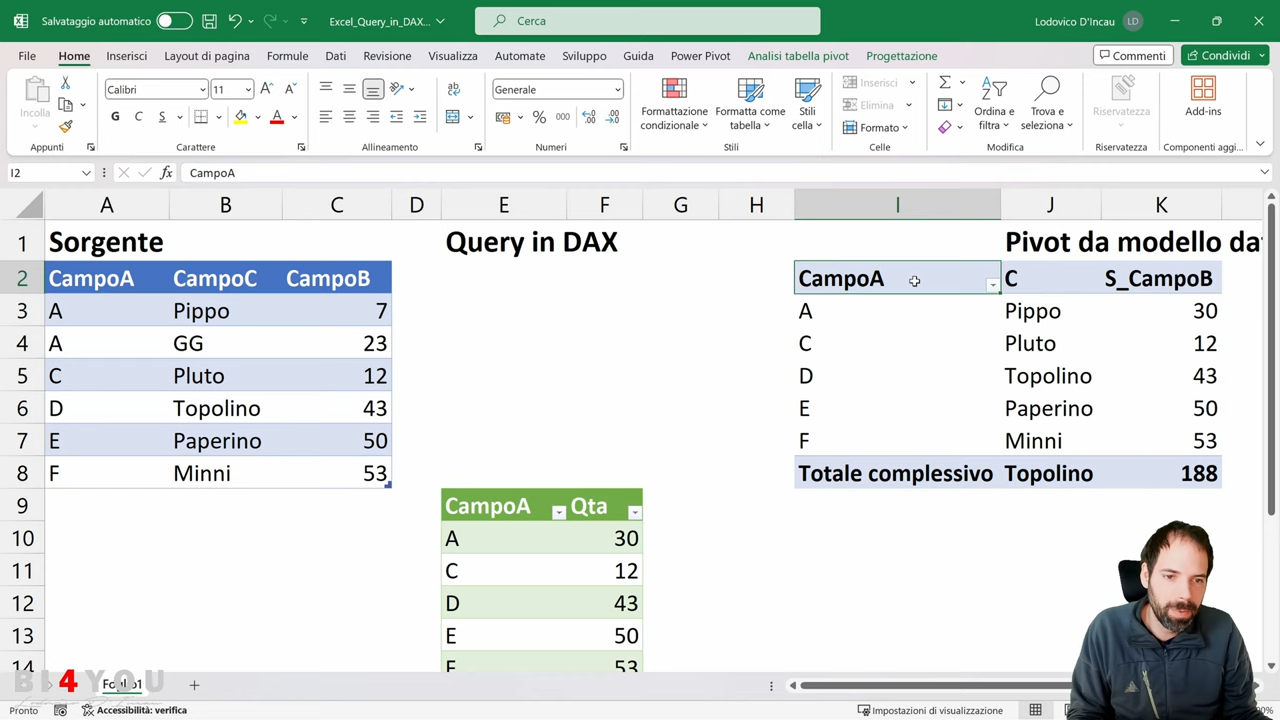 Salvataggio automatico
Excel_Query_in_DAX...
Cerca
Lodovico D'Incau
LD
File Home Inserisci Layout di pagina Formule Dati Revisione Visualizza Automate Sviluppo Guida Power Pivot Analisi tabella pivot Progettazione
Commenti
Condividi
Incolla
Appunti
Calibri
11
G C S
Carattere
Allineamento
Generale
% 000
Numeri
Formattazione condizionale
Formatta come tabella
Stili cella
Stili
Inserisci
Elimina
Formato
Celle
Ordina e filtra
Trova e seleziona
Modifica
Riservatezza
Riservatezza
Add-ins
Componenti aggi...
I2
fx
CampoA
A B C D E F G H I J K
1 Sorgente Query in DAX Pivot da modello da
2 CampoA CampoC CampoB CampoA C S_CampoB
3 A Pippo 7 A Pippo 30
4 A GG 23 C Pluto 12
5 C Pluto 12 D Topolino 43
6 D Topolino 43 E Paperino 50
7 E Paperino 50 F Minni 53
8 F Minni 53 Totale complessivo Topolino 188
9 CampoA Qta
10 A 30
11 C 12
12 D 43
13 E 50
14 F 53
BI4YOU
Foglio1
Pronto
Accessibilità: verifica
Impostazioni di visualizzazione